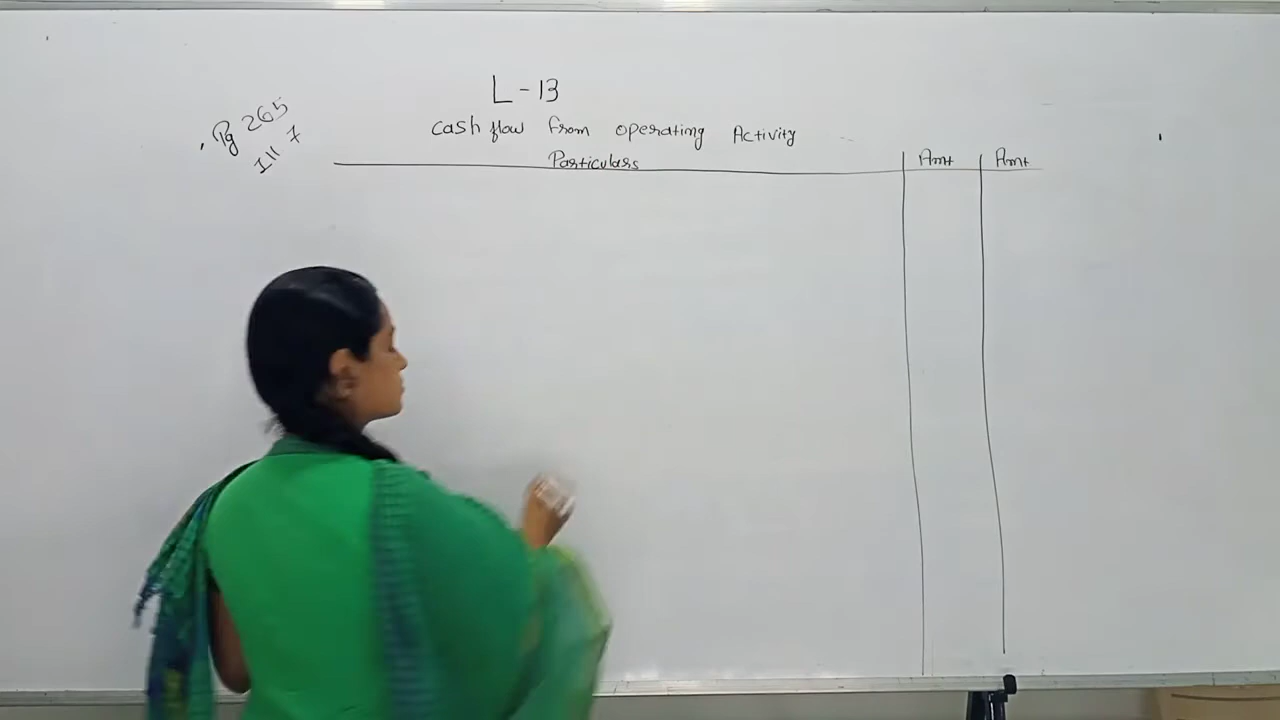 L - 13
Pg 265
Ill 7
Cash flow from operating Activity
Particulars Amt Amt